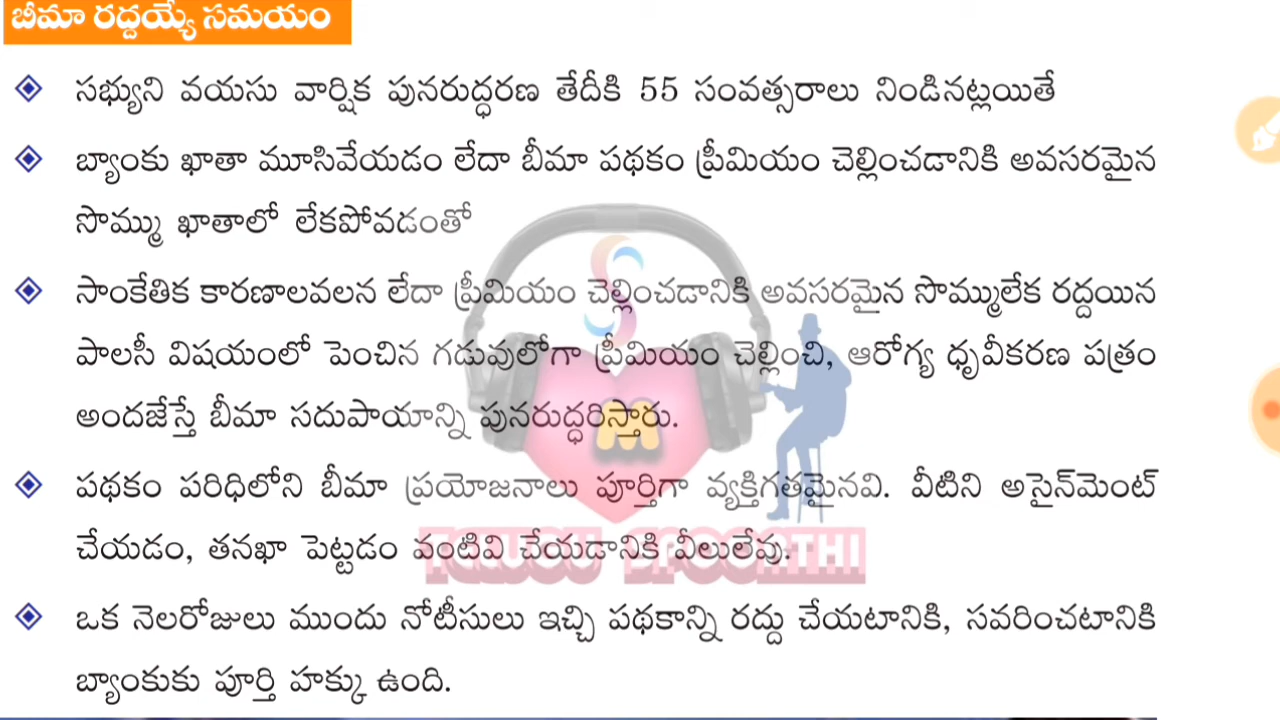 బీమా రద్దయ్యే సమయం
సభ్యుని వయసు వార్షిక పునరుద్ధరణ తేదీకి 55 సంవత్సరాలు నిండినట్లయితే
బ్యాంకు ఖాతా మూసివేయడం లేదా బీమా పథకం ప్రీమియం చెల్లించడానికి అవసరమైన
సొమ్ము ఖాతాలో లేకపోవడంతో
సాంకేతిక కారణాలవలన లేదా ప్రీమియం చెల్లించడానికి అవసరమైన సొమ్ములేక రద్దయిన
పాలసీ విషయంలో పెంచిన గడువులోగా ప్రీమియం చెల్లించి, ఆరోగ్య ధృవీకరణ పత్రం
అందజేస్తే బీమా సదుపాయాన్ని పునరుద్ధరిస్తారు.
M
పథకం పరిధిలోని బీమా ప్రయోజనాలు పూర్తిగా వ్యక్తిగతమైనవి. వీటిని అసైన్‌మెంట్
చేయడం, తనఖా పెట్టడం వంటివి చేయడానికి వీలులేవు.
ఒక నెలరోజులు ముందు నోటీసులు ఇచ్చి పథకాన్ని రద్దు చేయటానికి, సవరించటానికి
బ్యాంకుకు పూర్తి హక్కు ఉంది.